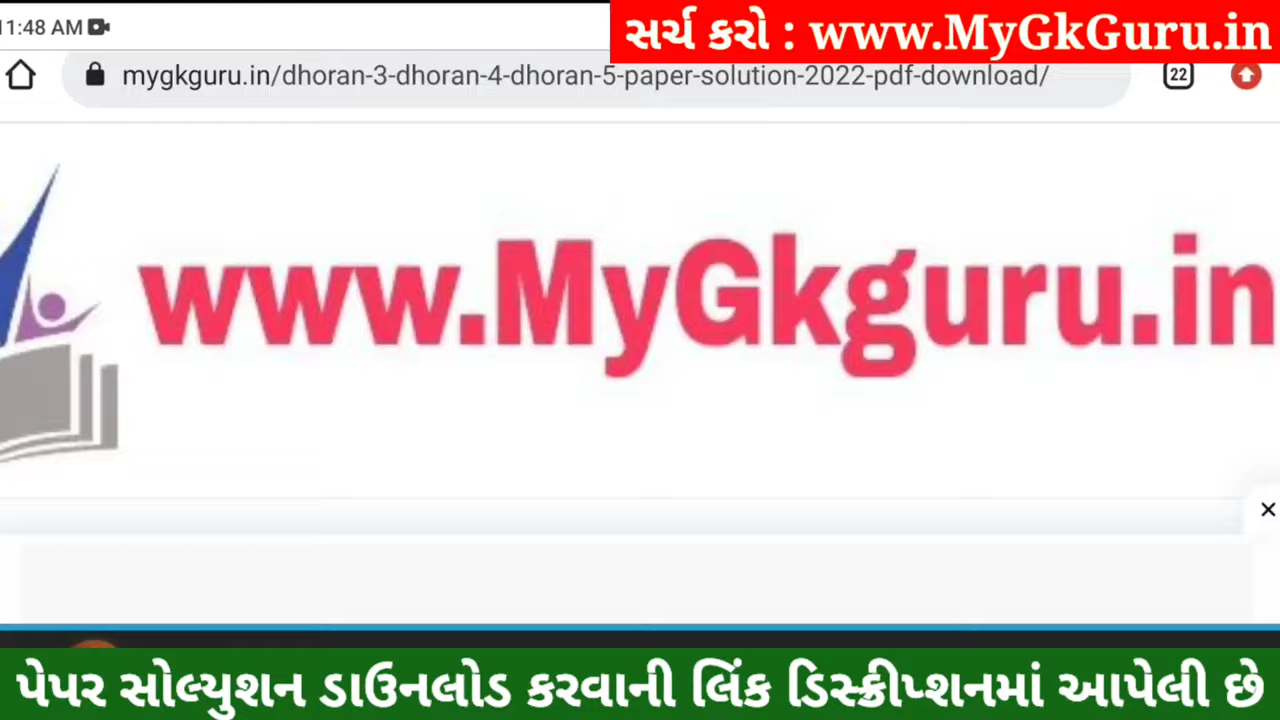 11:48 AM
સર્ચ કરો : www.MyGkGuru.in
mygkguru.in/dhoran-3-dhoran-4-dhoran-5-paper-solution-2022-pdf-download/
22
www.MyGkguru.in
પેપર સોલ્યુશન ડાઉનલોડ કરવાની લિંક ડિસ્ક્રીપ્શનમાં આપેલી છે